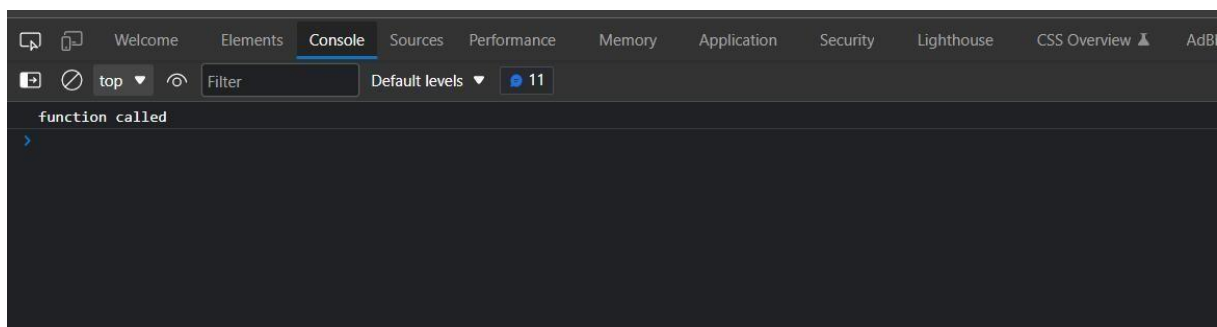 Welcome Elements Console Sources Performance Memory Application Security Lighthouse CSS Overview
top Filter Default levels 11
function called